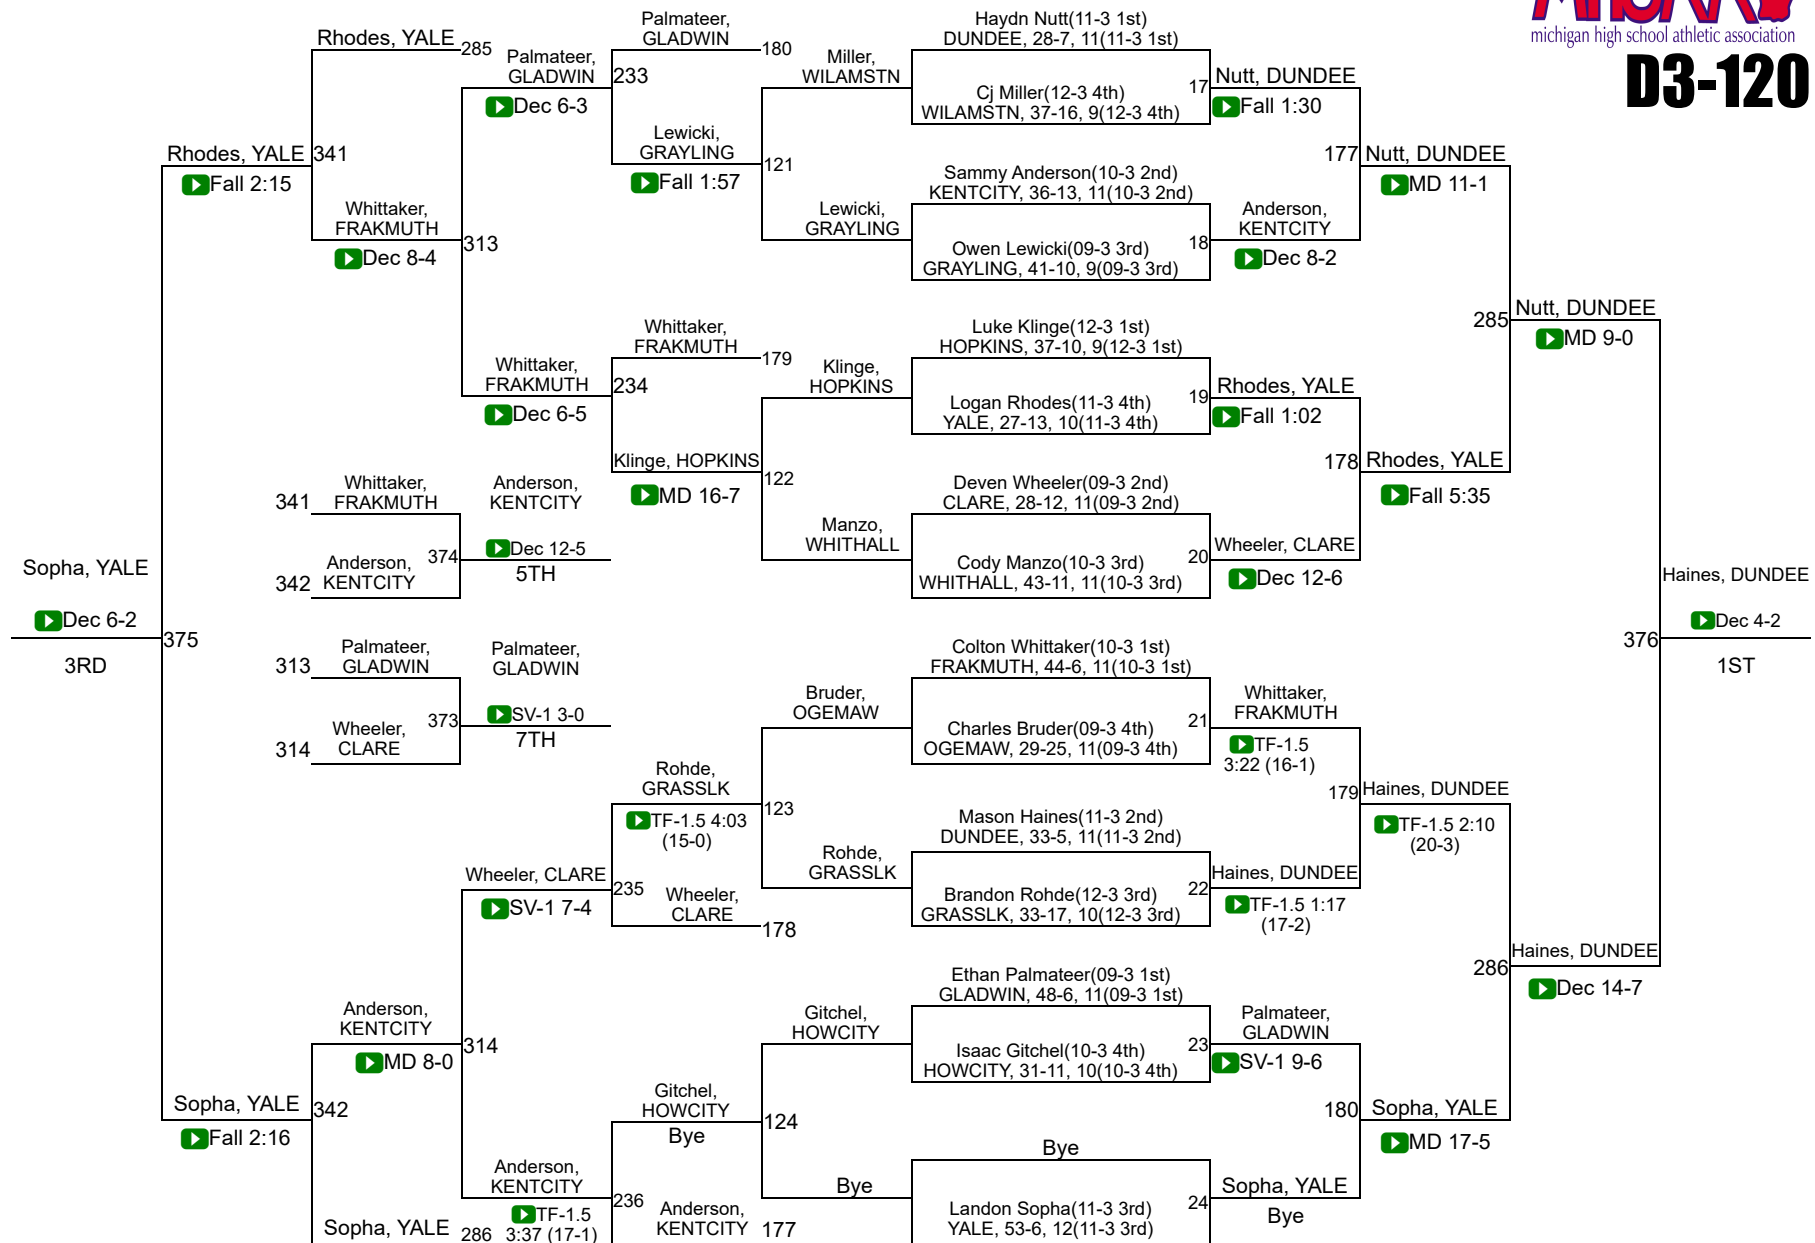 MHSAA
michigan high school athletic association
D3-120
Rhodes, YALE
285
341
Rhodes, YALE
Fall 2:15
Whittaker,
FRAKMUTH
Dec 8-4
313
Palmateer,
GLADWIN
Dec 6-3
233
Palmateer,
GLADWIN
180
Lewicki,
GRAYLING
Fall 1:57
121
Miller,
WILAMSTN
Lewicki,
GRAYLING
Haydn Nutt(11-3 1st)
DUNDEE, 28-7, 11(11-3 1st)
Cj Miller(12-3 4th)
WILAMSTN, 37-16, 9(12-3 4th)
17
Nutt, DUNDEE
Fall 1:30
Sammy Anderson(10-3 2nd)
KENTCITY, 36-13, 11(10-3 2nd)
Owen Lewicki(09-3 3rd)
GRAYLING, 41-10, 9(09-3 3rd)
18
Anderson,
KENTCITY
Dec 8-2
177
Nutt, DUNDEE
MD 11-1
Whittaker,
FRAKMUTH
Dec 6-5
234
Whittaker,
FRAKMUTH
179
Klinge, HOPKINS
MD 16-7
122
Klinge,
HOPKINS
Manzo,
WHITHALL
Luke Klinge(12-3 1st)
HOPKINS, 37-10, 9(12-3 1st)
Logan Rhodes(11-3 4th)
YALE, 27-13, 10(11-3 4th)
19
Rhodes, YALE
Fall 1:02
Deven Wheeler(09-3 2nd)
CLARE, 28-12, 11(09-3 2nd)
Cody Manzo(10-3 3rd)
WHITHALL, 43-11, 11(10-3 3rd)
20
Wheeler, CLARE
Dec 12-6
178
Rhodes, YALE
Fall 5:35
285
Nutt, DUNDEE
MD 9-0
341
Whittaker,
FRAKMUTH
342
Anderson,
KENTCITY
374
Anderson,
KENTCITY
Dec 12-5
5TH
Sopha, YALE
Dec 6-2
3RD
375
313
Palmateer,
GLADWIN
314
Wheeler,
CLARE
373
Palmateer,
GLADWIN
SV-1 3-0
7TH
376
Haines, DUNDEE
Dec 4-2
1ST
Bruder,
OGEMAW
Rohde,
GRASSLK
Colton Whittaker(10-3 1st)
FRAKMUTH, 44-6, 11(10-3 1st)
Charles Bruder(09-3 4th)
OGEMAW, 29-25, 11(09-3 4th)
21
Whittaker,
FRAKMUTH
TF-1.5
3:22 (16-1)
Mason Haines(11-3 2nd)
DUNDEE, 33-5, 11(11-3 2nd)
Brandon Rohde(12-3 3rd)
GRASSLK, 33-17, 10(12-3 3rd)
22
Haines, DUNDEE
TF-1.5 1:17
(17-2)
179
Haines, DUNDEE
TF-1.5 2:10
(20-3)
Rohde,
GRASSLK
TF-1.5 4:03
(15-0)
123
Wheeler, CLARE
SV-1 7-4
235
Wheeler,
CLARE
178
Anderson,
KENTCITY
MD 8-0
314
Sopha, YALE
Fall 2:16
342
Gitchel,
HOWCITY
Bye
124
Gitchel,
HOWCITY
Bye
Ethan Palmateer(09-3 1st)
GLADWIN, 48-6, 11(09-3 1st)
Isaac Gitchel(10-3 4th)
HOWCITY, 31-11, 10(10-3 4th)
23
Palmateer,
GLADWIN
SV-1 9-6
Bye
Landon Sopha(11-3 3rd)
YALE, 53-6, 12(11-3 3rd)
24
Sopha, YALE
Bye
180
Sopha, YALE
MD 17-5
286
Haines, DUNDEE
Dec 14-7
Anderson,
KENTCITY
TF-1.5
3:37 (17-1)
236
Anderson,
KENTCITY
177
Sopha, YALE
286